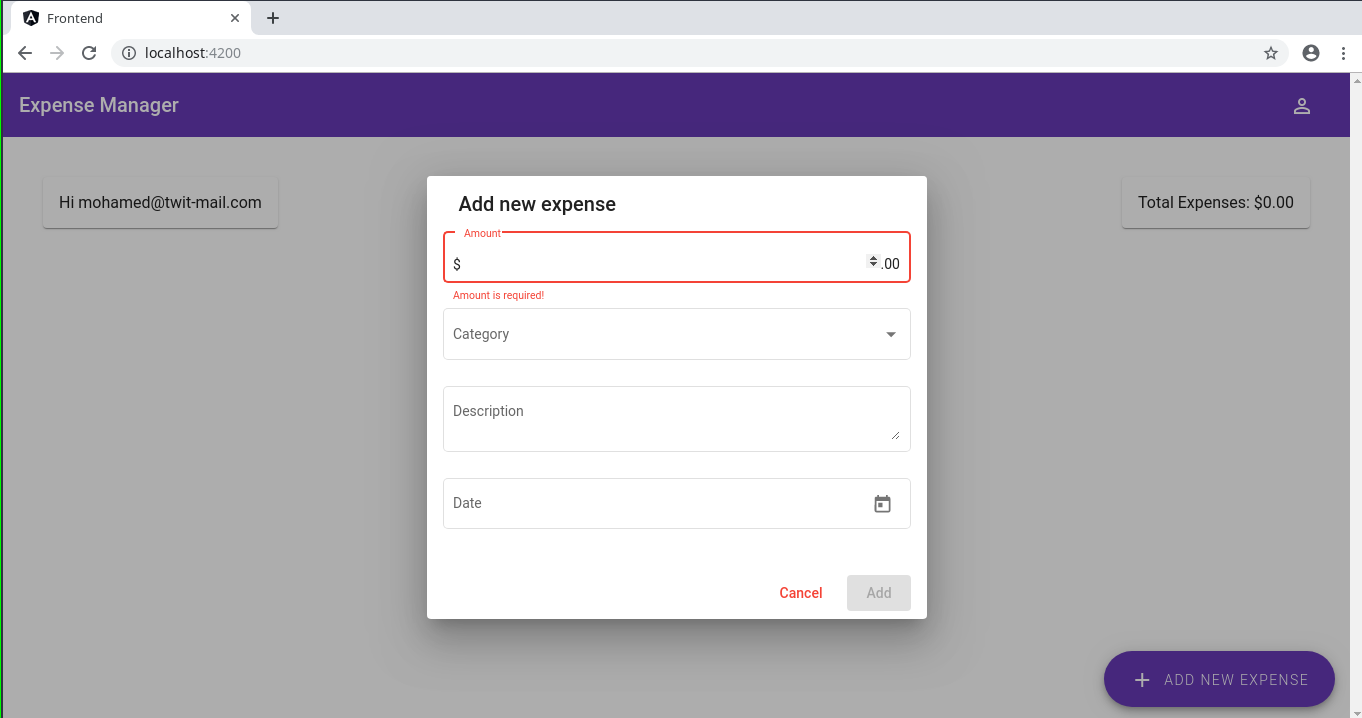 Frontend
localhost:4200
Expense Manager
Hi mohamed@twit-mail.com
Total Expenses: $0.00
Add new expense
Amount
$ .00
Amount is required!
Category
Description
Date
Cancel Add
ADD NEW EXPENSE